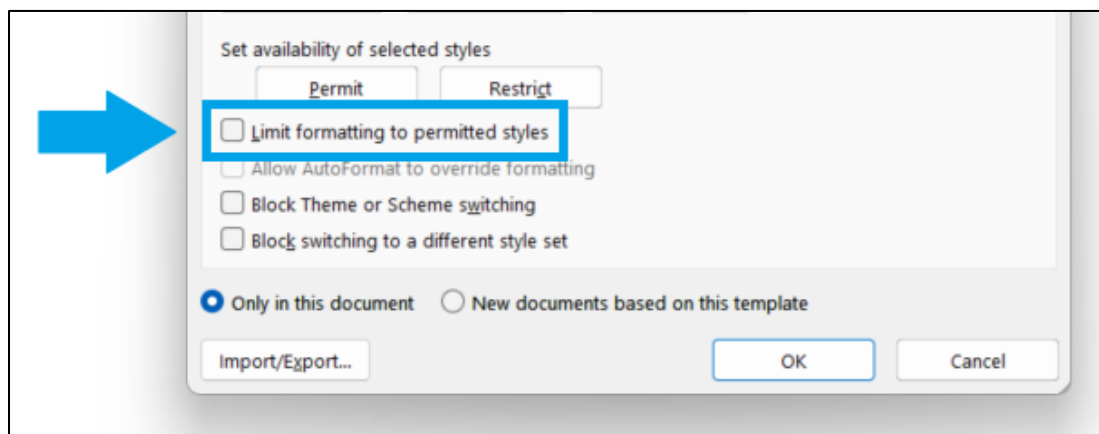 Set availability of selected styles
Permit Restrict
Limit formatting to permitted styles
Allow AutoFormat to override formatting
Block Theme or Scheme switching
Block switching to a different style set
Only in this document New documents based on this template
Import/Export... OK Cancel